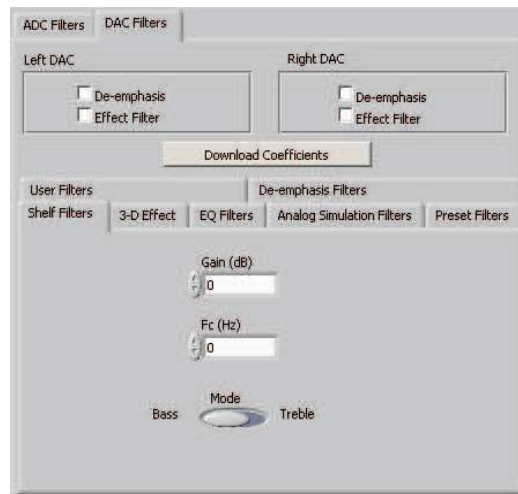 ADC Filters DAC Filters
Left DAC Right DAC
De-emphasis De-emphasis
Effect Filter Effect Filter
Download Coefficients
User Filters De-emphasis Filters
Shelf Filters 3-D Effect EQ Filters Analog Simulation Filters Preset Filters
Gain (dB)
0
Fc (Hz)
0
Mode
Bass Treble